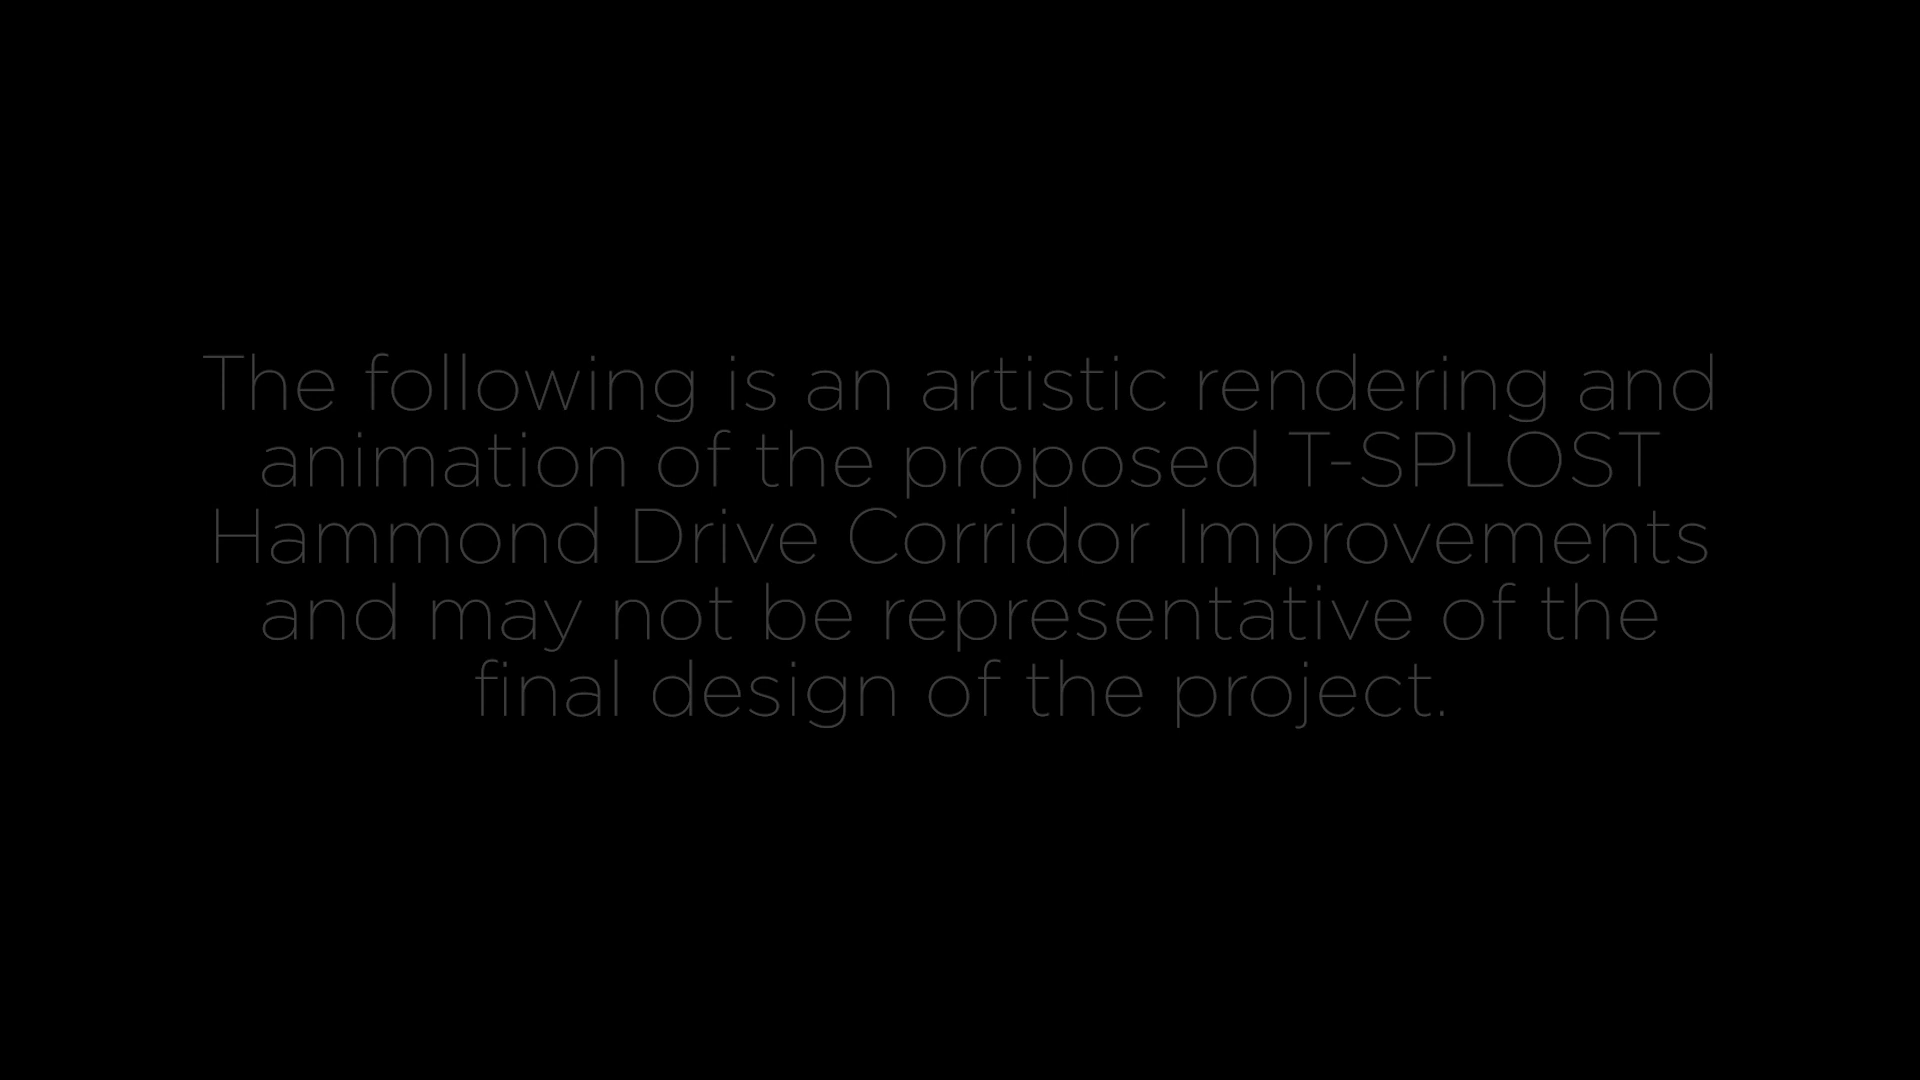 The following is an artistic rendering and
animation of the proposed T-SPLOST
Hammond Drive Corridor Improvements
and may not be representative of the
final design of the project.